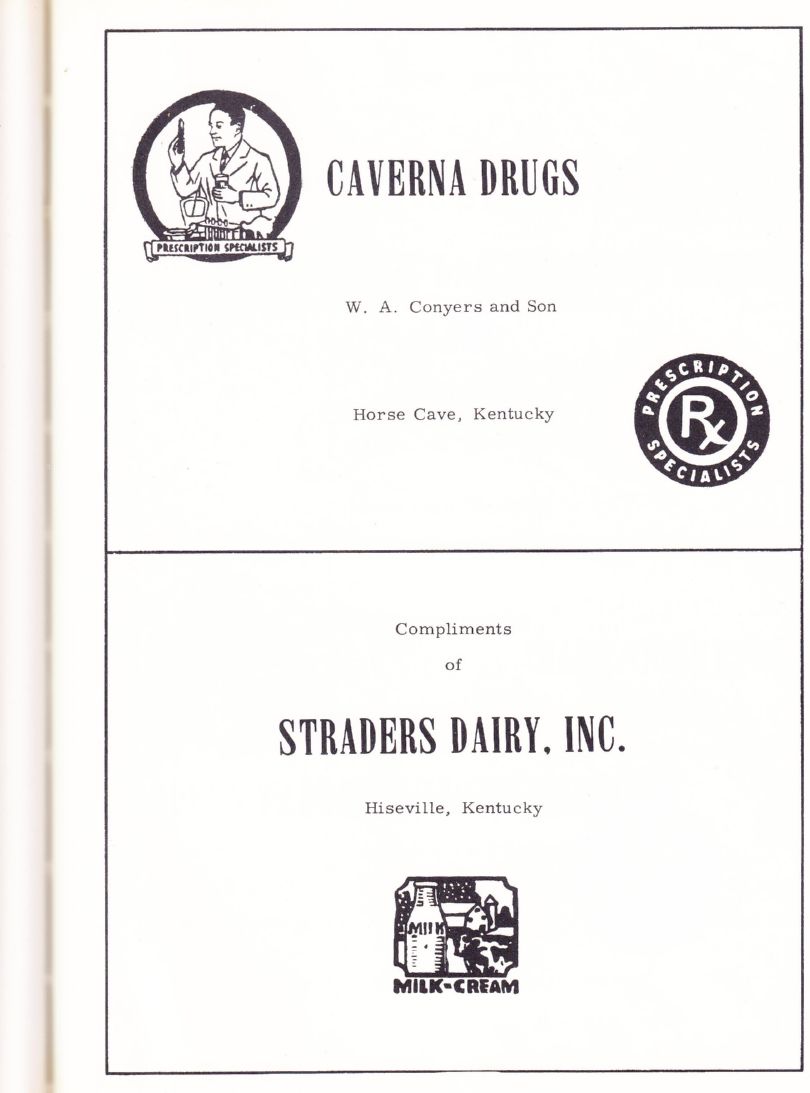 CAVERNA DRUGS
PRESCRIPTION SPECIALISTS
W. A. Conyers and Son
Horse Cave, Kentucky
PRESCRIPTION
Rx
SPECIALISTS
Compliments
of
STRADERS DAIRY, INC.
Hiseville, Kentucky
MILK
MILK-CREAM